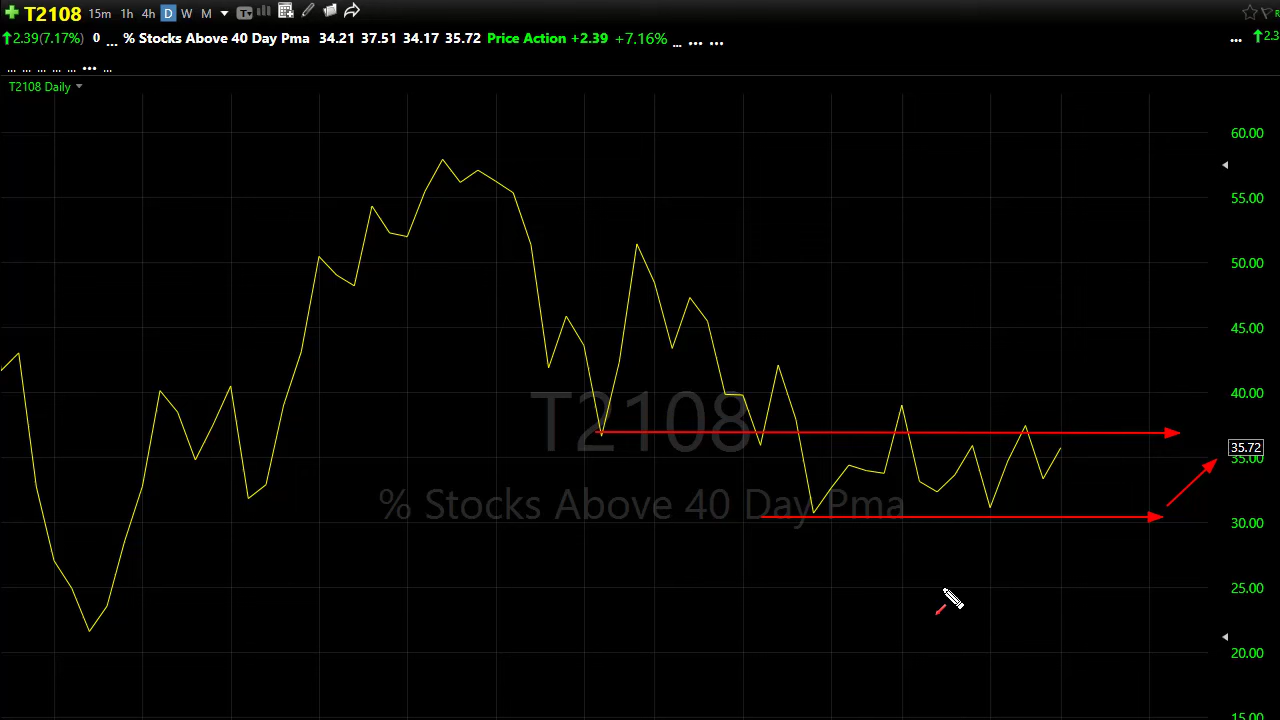 T2108 15m 1h 4h D W M
2.39(7.17%) 0 ... % Stocks Above 40 Day Pma 34.21 37.51 34.17 35.72 Price Action +2.39 +7.16% ... ... ... ... 2.3
... ... ... ... ... ... ...
T2108 Daily
60.00
55.00
50.00
45.00
40.00
T2108
35.72
35.00
% Stocks Above 40 Day Pma
30.00
25.00
20.00
15.00